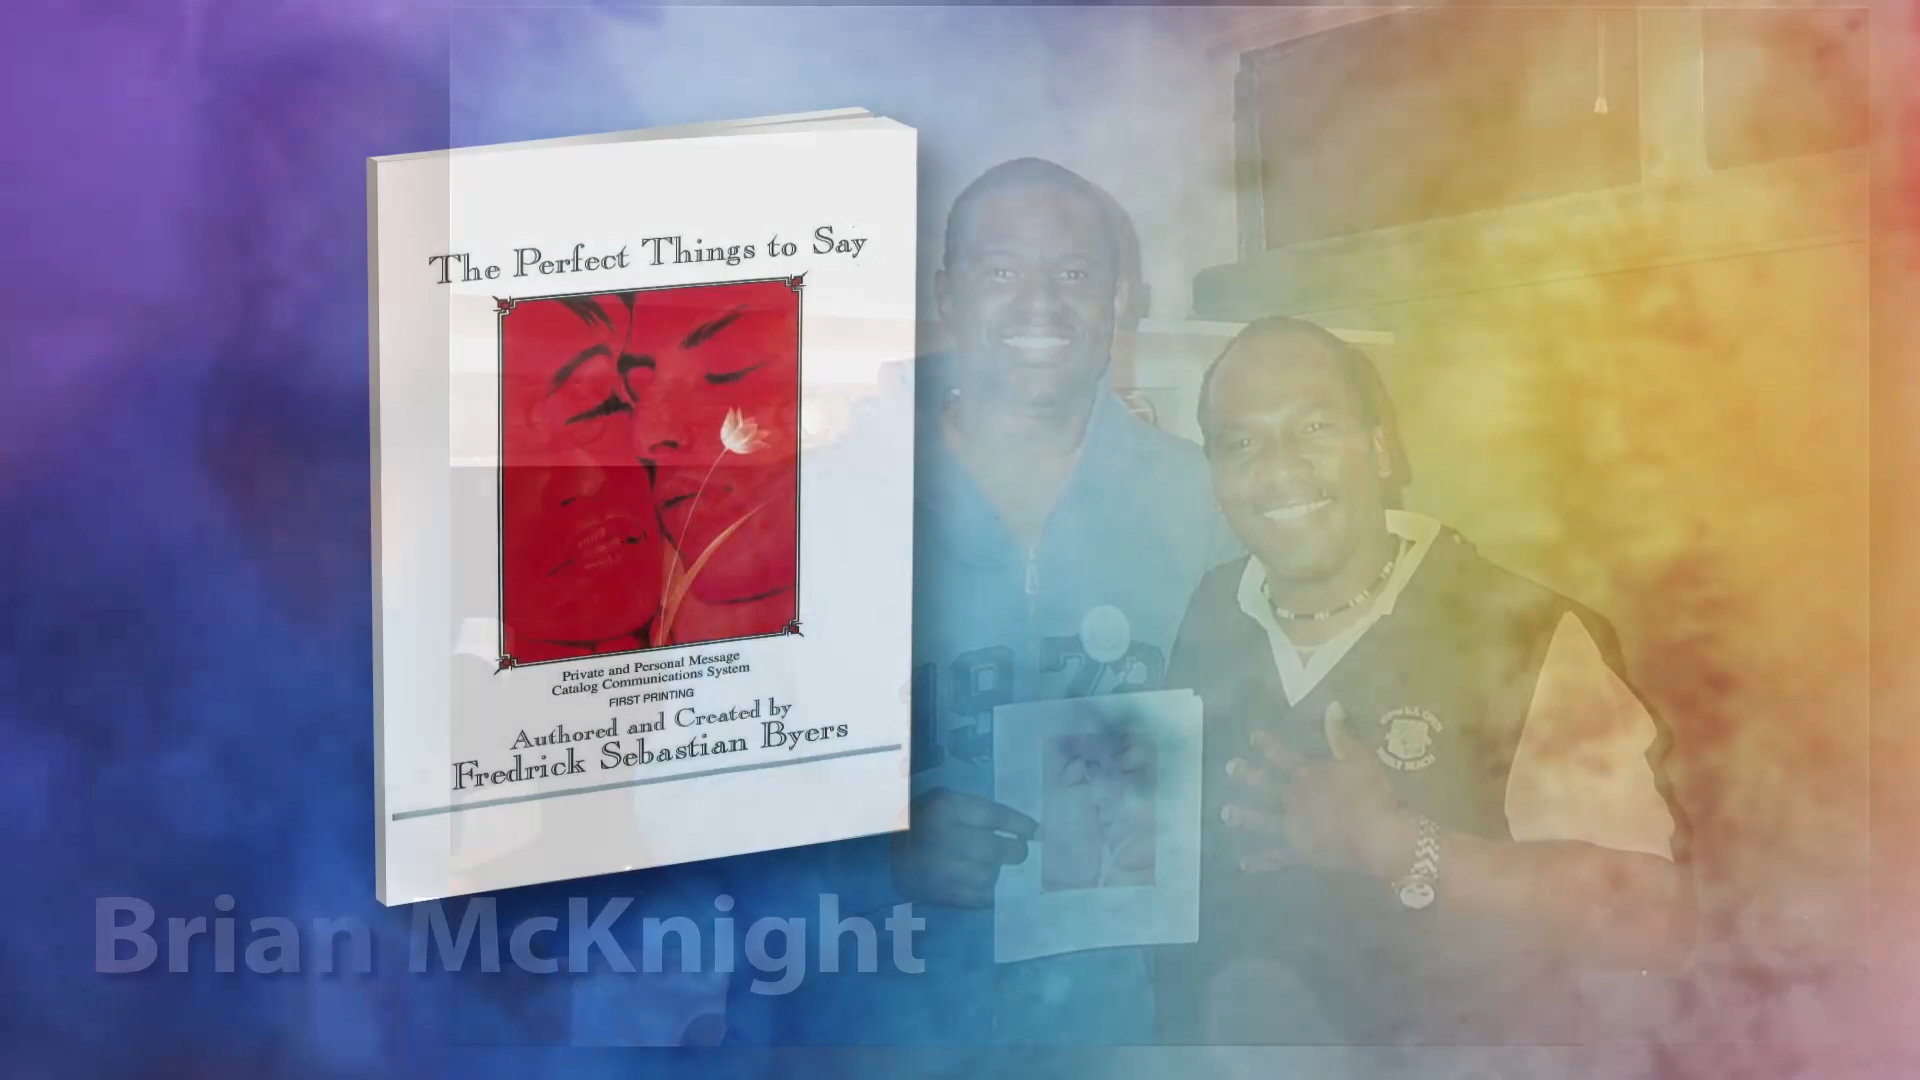 The Perfect Things to Say
Private and Personal Message
Catalog Communications System
FIRST PRINTING
Authored and Created by
Fredrick Sebastian Byers
Brian McKnight